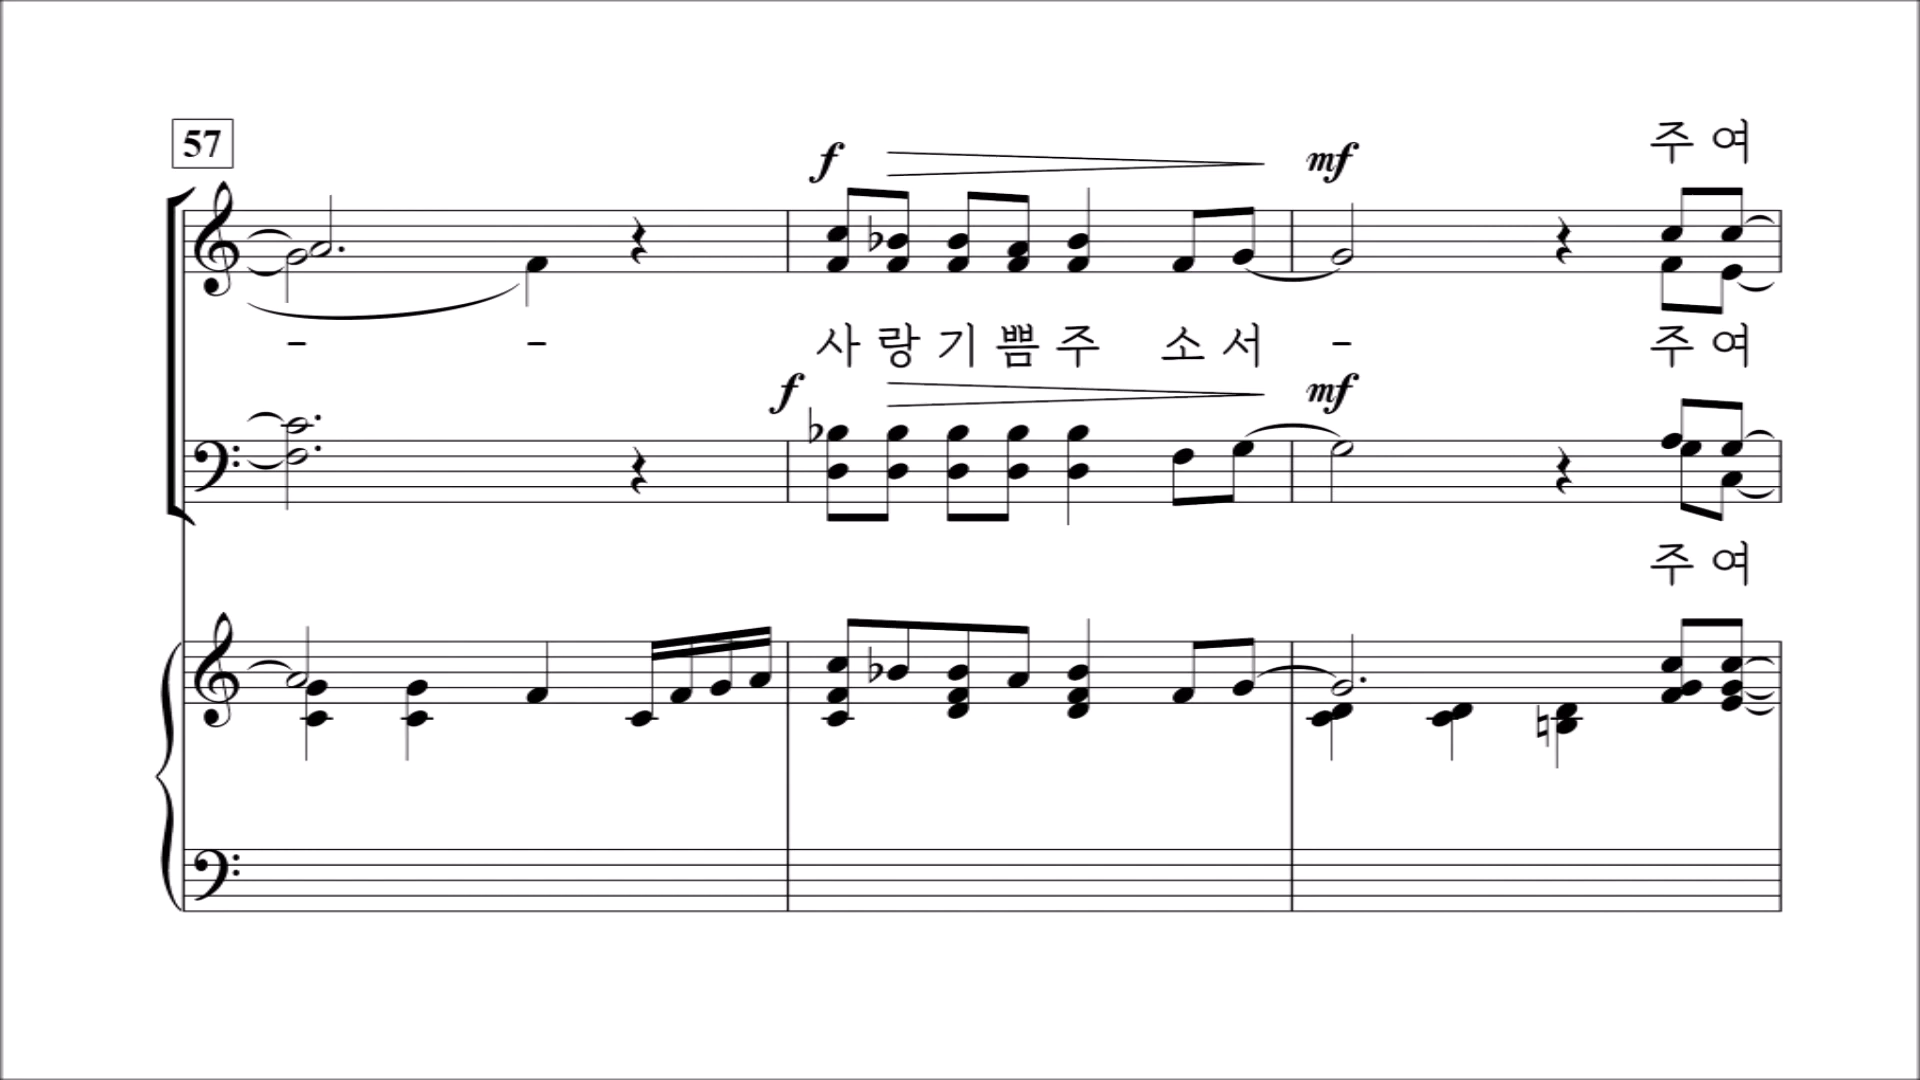 57
주 여
f mf
- - 사 랑 기 쁨 주 소 서 - 주 여
f mf
주 여